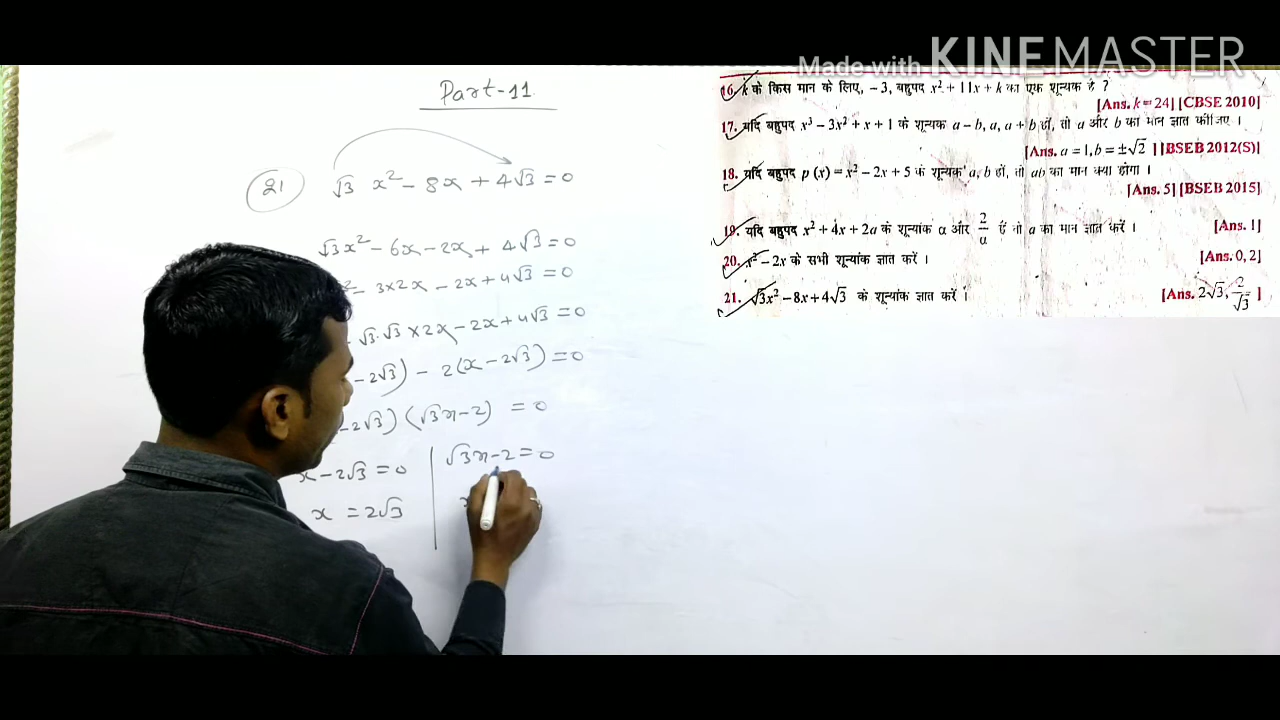 Made with KINEMASTER
Part-11
21 √3 x² - 8x + 4√3 = 0
√3x² - 6x - 2x + 4√3 = 0
- 3×2x - 2x + 4√3 = 0
√3.√3 ×2x - 2x + 4√3 = 0
- 2√3) - 2(x - 2√3) = 0
2√3) (√3x - 2) = 0
x - 2√3 = 0
x = 2√3
√3x - 2 = 0
16. k के किस मान के लिए, – 3, बहुपद x² + 11x + k का एक शून्यक है ?
[Ans. k = 24] [CBSE 2010]
17. यदि बहुपद x³ – 3x² + x + 1 के शून्यक a – b, a, a + b हों, तो a और b का मान ज्ञात कीजिए ।
[Ans. a = 1, b = ±√2 ] [BSEB 2012(S)]
18. यदि बहुपद p (x) = x² – 2x + 5 के शून्यक a, b हों, तो ab का मान क्या होगा ।
[Ans. 5] [BSEB 2015]
19. यदि बहुपद x² + 4x + 2a के शून्यांक α और 2/α हैं तो a का मान ज्ञात करें । [Ans. 1]
20. x² – 2x के सभी शून्यांक ज्ञात करें । [Ans. 0, 2]
21. √3x² – 8x + 4√3 के शून्यांक ज्ञात करें । [Ans. 2√3, 2/√3 ]